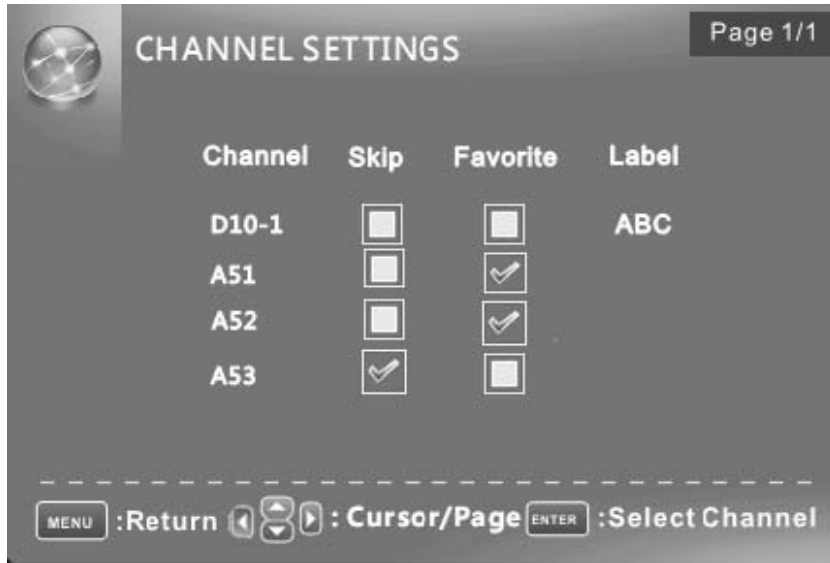 CHANNEL SETTINGS Page 1/1
Channel Skip Favorite Label
D10-1 ABC
A51
A52
A53
MENU :Return : Cursor/Page ENTER :Select Channel